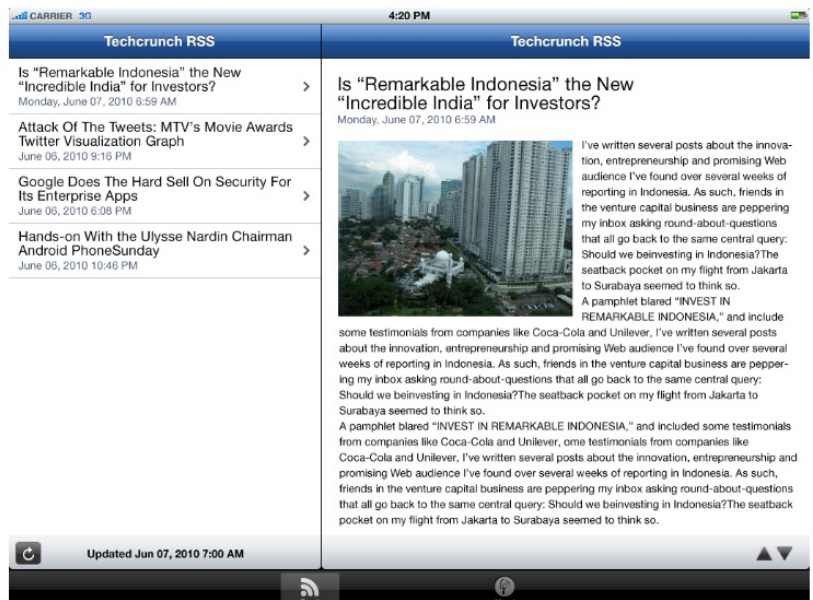 CARRIER 3G
4:20 PM
Techcrunch RSS
Is “Remarkable Indonesia” the New
“Incredible India” for Investors?
Monday, June 07, 2010 6:59 AM
Attack Of The Tweets: MTV’s Movie Awards
Twitter Visualization Graph
June 06, 2010 9:16 PM
Google Does The Hard Sell On Security For
Its Enterprise Apps
June 06, 2010 6:08 PM
Hands-on With the Ulysse Nardin Chairman
Android PhoneSunday
June 06, 2010 10:46 PM
Updated Jun 07, 2010 7:00 AM
Techcrunch RSS
Is “Remarkable Indonesia” the New
“Incredible India” for Investors?
Monday, June 07, 2010 6:59 AM
I’ve written several posts about the innova-
tion, entrepreneurship and promising Web
audience I’ve found over several weeks of
reporting in Indonesia. As such, friends in
the venture capital business are peppering
my inbox asking round-about-questions
that all go back to the same central query:
Should we beinvesting in Indonesia?The
seatback pocket on my flight from Jakarta
to Surabaya seemed to think so.
A pamphlet blared “INVEST IN
REMARKABLE INDONESIA,” and include
some testimonials from companies like Coca-Cola and Unilever, I’ve written several posts
about the innovation, entrepreneurship and promising Web audience I’ve found over several
weeks of reporting in Indonesia. As such, friends in the venture capital business are pepper-
ing my inbox asking round-about-questions that all go back to the same central query:
Should we beinvesting in Indonesia?The seatback pocket on my flight from Jakarta to
Surabaya seemed to think so.
A pamphlet blared “INVEST IN REMARKABLE INDONESIA,” and included some testimonials
from companies like Coca-Cola and Unilever, ome testimonials from companies like
Coca-Cola and Unilever, I’ve written several posts about the innovation, entrepreneurship and
promising Web audience I’ve found over several weeks of reporting in Indonesia. As such,
friends in the venture capital business are peppering my inbox asking round-about-questions
that all go back to the same central query: Should we beinvesting in Indonesia?The seatback
pocket on my flight from Jakarta to Surabaya seemed to think so.